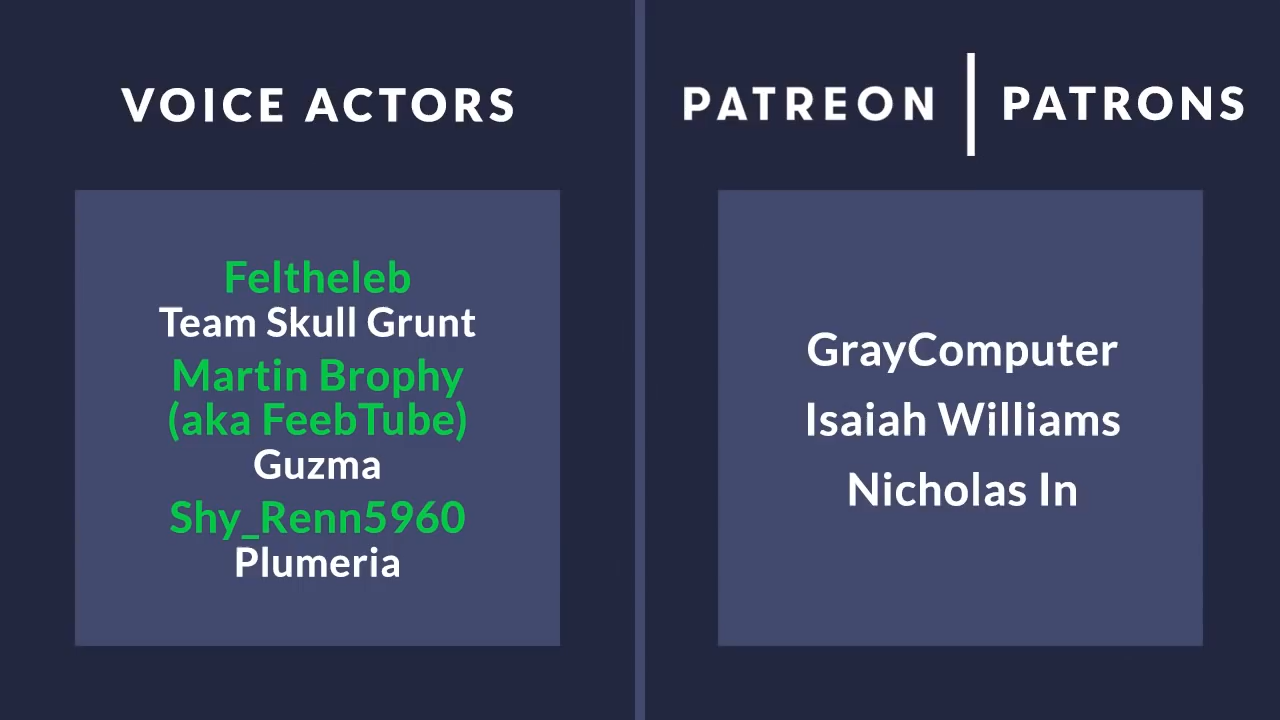 VOICE ACTORS
Feltheleb
Team Skull Grunt
Martin Brophy
(aka FeebTube)
Guzma
Shy_Renn5960
Plumeria
PATREON | PATRONS
GrayComputer
Isaiah Williams
Nicholas In